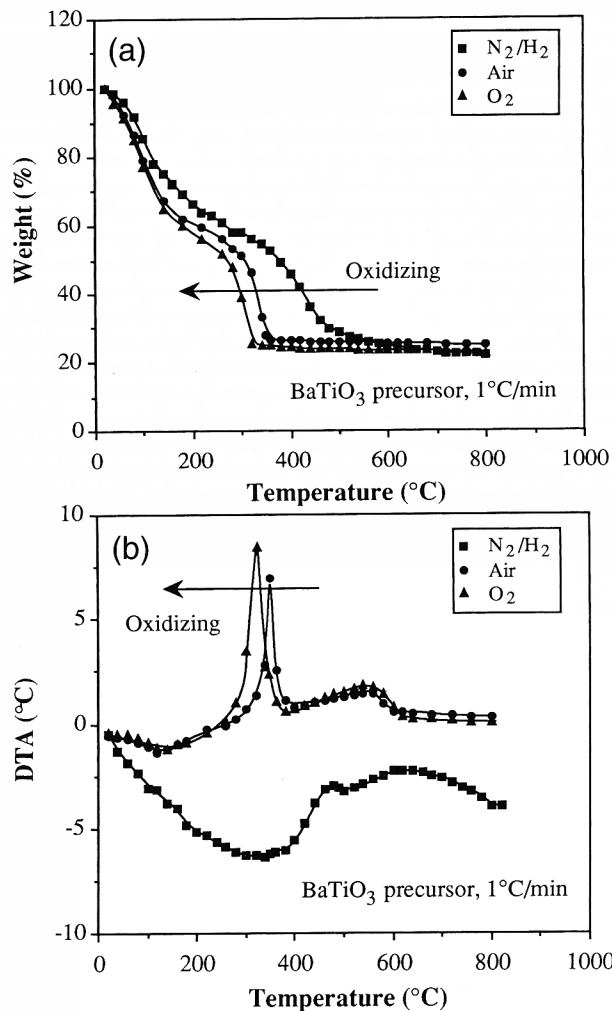 (a)
N₂/H₂
Air
O₂
120
100
80
60
40
20
0
Weight (%)
Oxidizing
BaTiO₃ precursor, 1°C/min
0
200
400
600
800
1000
Temperature (°C)
(b)
N₂/H₂
Air
O₂
10
5
0
-5
-10
DTA (°C)
Oxidizing
BaTiO₃ precursor, 1°C/min
0
200
400
600
800
1000
Temperature (°C)